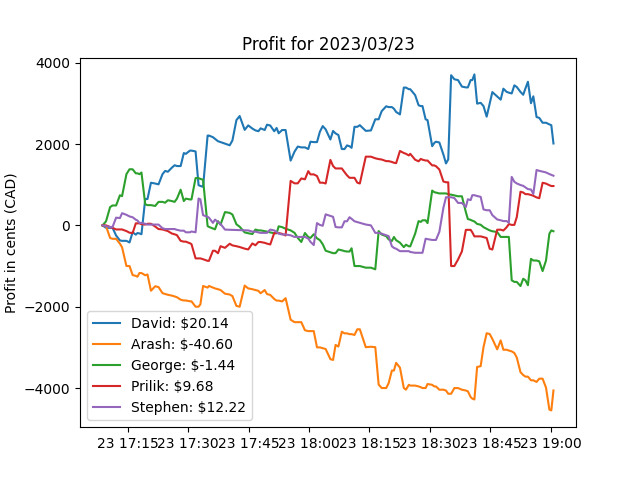 Profit for 2023/03/23
Profit in cents (CAD)
4000
2000
0
−2000
−4000
David: $20.14
Arash: $-40.60
George: $-1.44
Prilik: $9.68
Stephen: $12.22
23 17:15 23 17:30 23 17:45 23 18:00 23 18:15 23 18:30 23 18:45 23 19:00